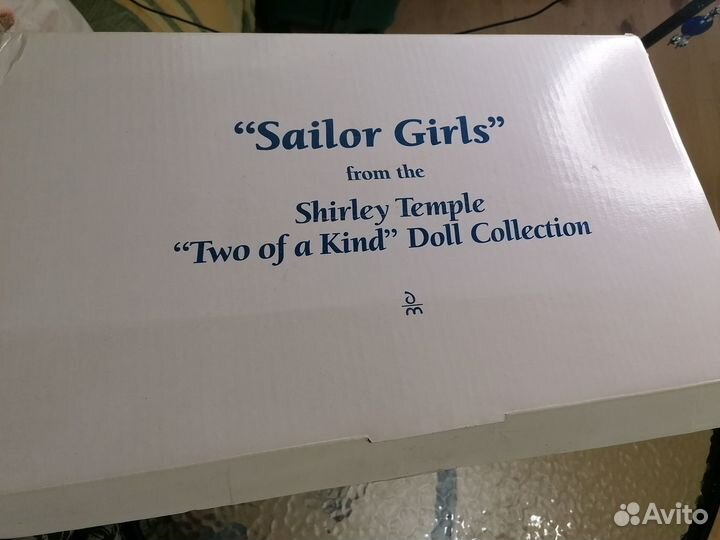 “Sailor Girls”
from the
Shirley Temple
“Two of a Kind” Doll Collection
Avito